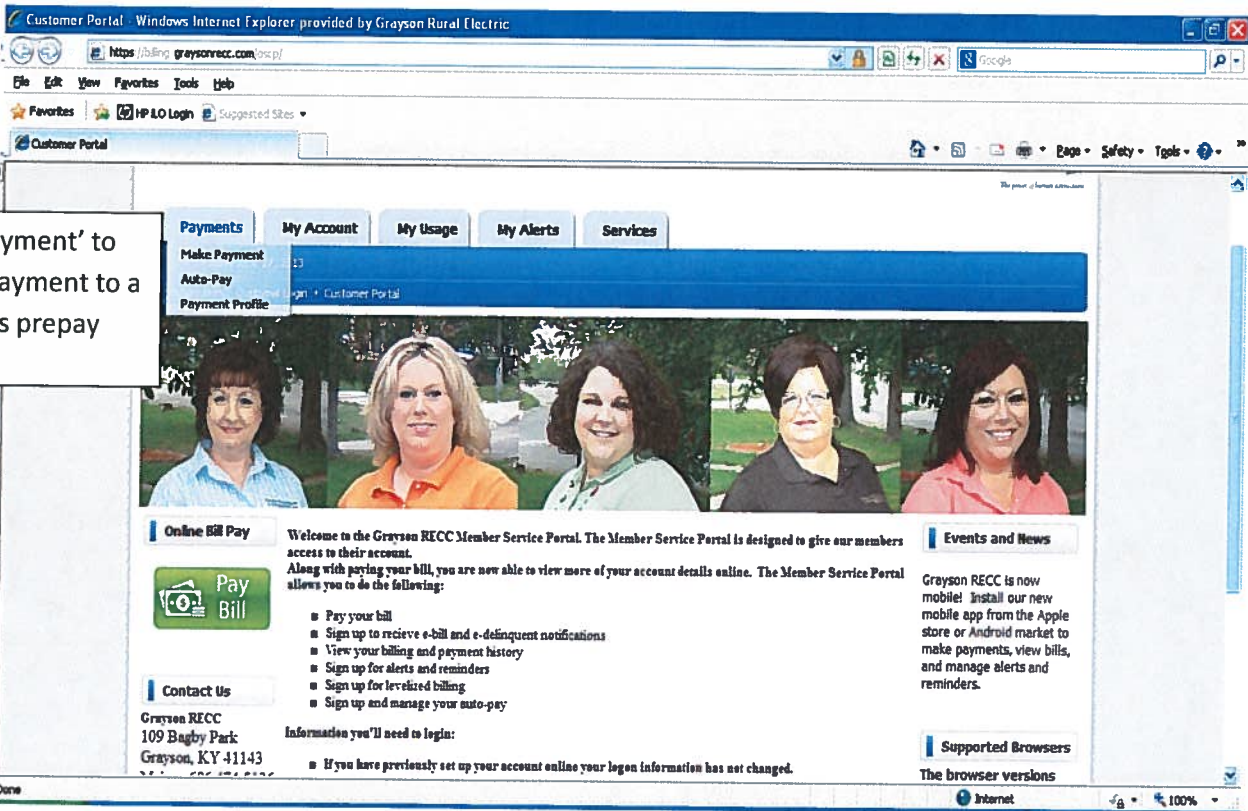 Customer Portal - Windows Internet Explorer provided by Grayson Rural Electric
https://billing.graysonrecc.com/oscp/
Google
File Edit View Favorites Tools Help
Favorites HP iLO Login Suggested Sites
Customer Portal
Page Safety Tools
Payments My Account My Usage My Alerts Services
Make Payment
13
Auto-Pay
Login • Customer Portal
Payment Profile
yment' to
ayment to a
s prepay
Online Bill Pay
Pay
Bill
Contact Us
Grayson RECC
109 Bagby Park
Grayson, KY 41143
Welcome to the Grayson RECC Member Service Portal. The Member Service Portal is designed to give our members
access to their account.
Along with paying your bill, you are now able to view more of your account details online. The Member Service Portal
allows you to do the following:
■ Pay your bill
■ Sign up to recieve e-bill and e-delinquent notifications
■ View your billing and payment history
■ Sign up for alerts and reminders
■ Sign up for levelized billing
■ Sign up and manage your auto-pay
Information you'll need to login:
■ If you have previously set up your account online your logon information has not changed.
Events and News
Grayson RECC is now
mobile! Install our new
mobile app from the Apple
store or Android market to
make payments, view bills,
and manage alerts and
reminders.
Supported Browsers
The browser versions
Done
Internet
100%